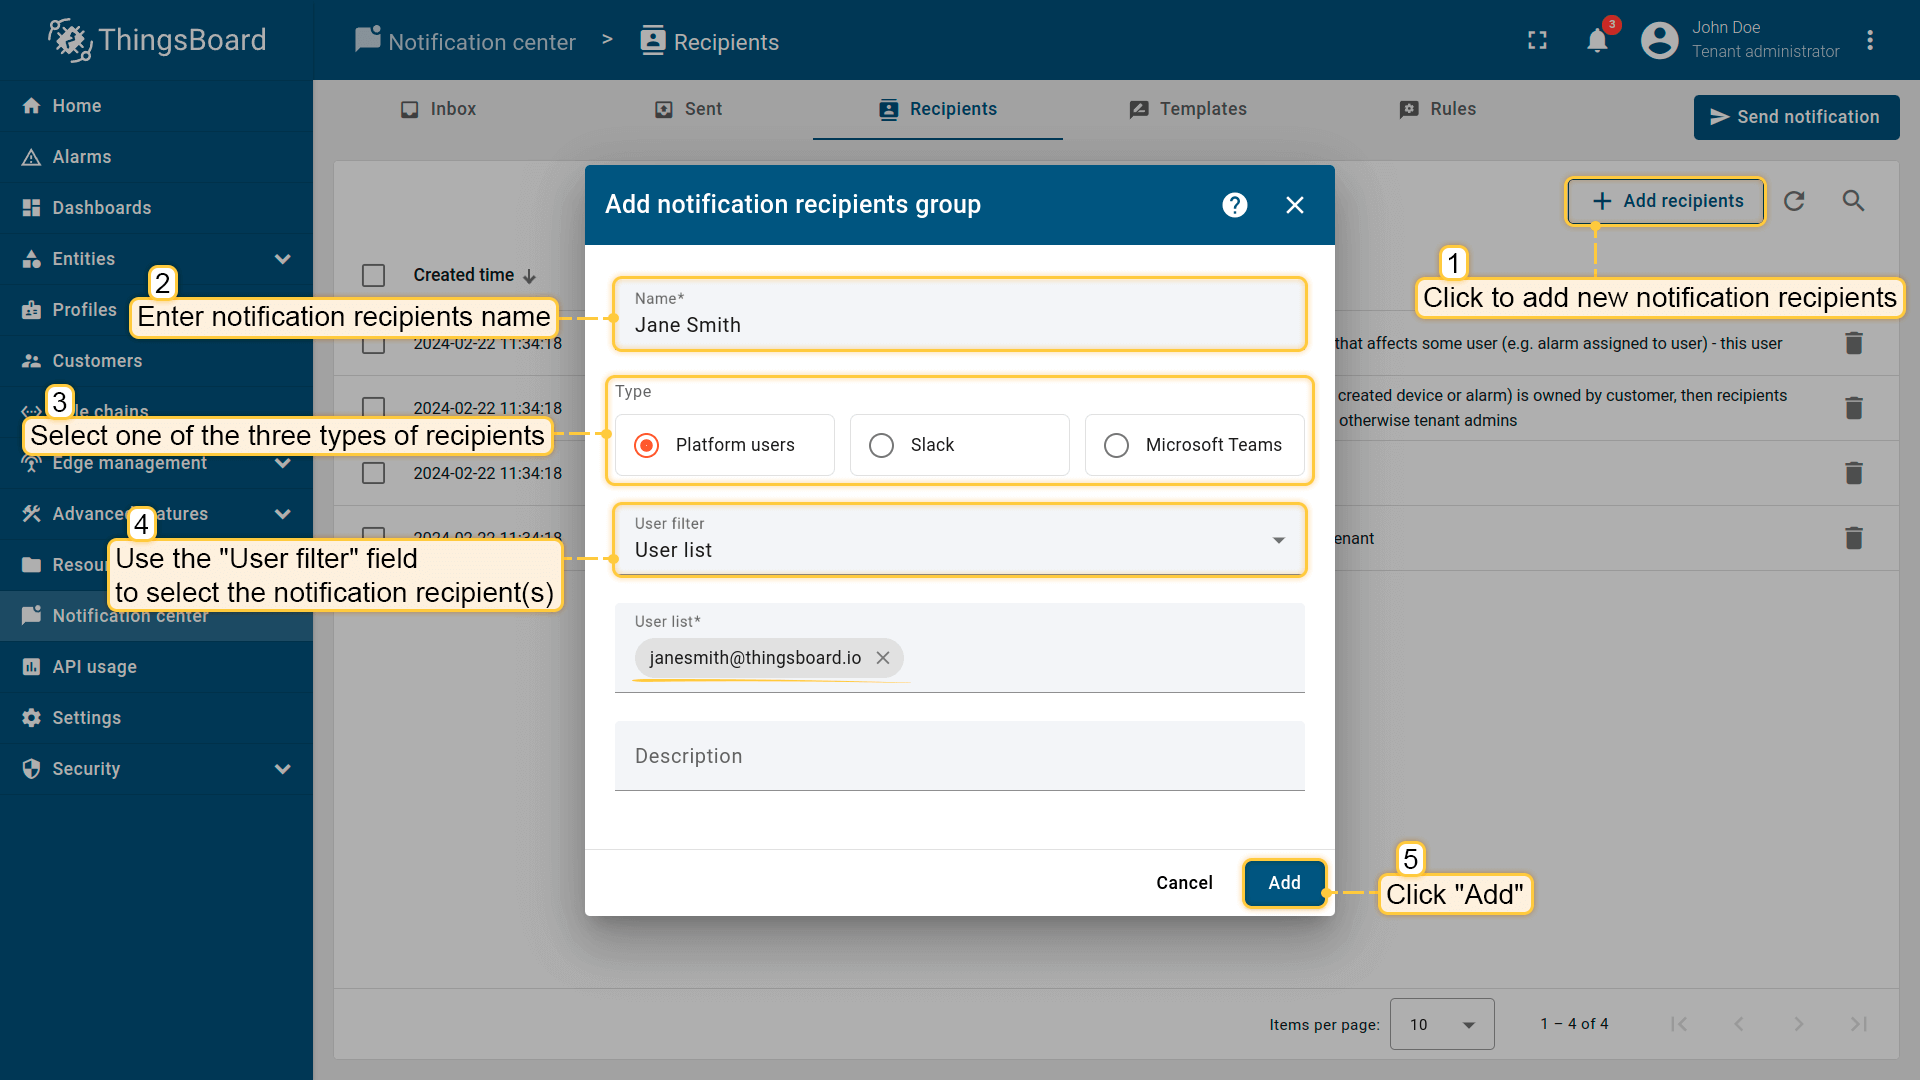 ThingsBoard
Notification center > Recipients
3
John Doe
Tenant administrator
Home
Alarms
Dashboards
Entities
Profiles
Customers
chains
Edge management
Advanced
Notification center
API usage
Settings
Security
Inbox
Sent
Recipients
Templates
Rules
Send notification
Add recipients
1
Click to add new notification recipients
Created time
2024-02-22 11:34:18
that affects some user (e.g. alarm assigned to user) - this user
2024-02-22 11:34:18
created device or alarm) is owned by customer, then recipients
otherwise tenant admins
2024-02-22 11:34:18
2024-02-22 11:34:18
2
Enter notification recipients name
3
Select one of the three types of recipients
4
Use the "User filter" field
to select the notification recipient(s)
Add notification recipients group
Name*
Jane Smith
Type
Platform users
Slack
Microsoft Teams
User filter
User list
User list*
janesmith@thingsboard.io
Description
Cancel
Add
5
Click "Add"
Items per page:
10
1 – 4 of 4